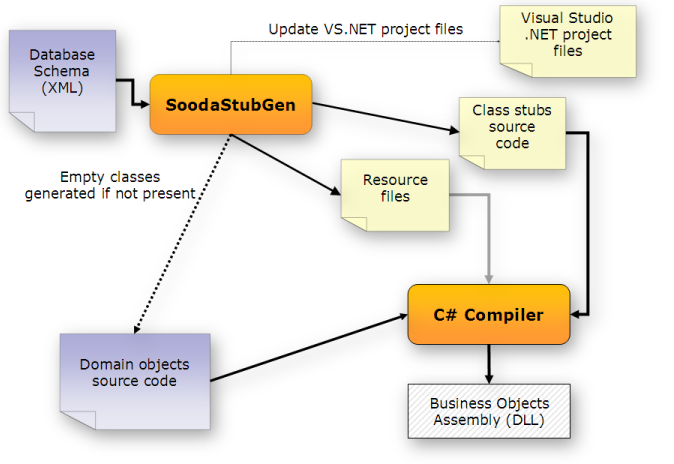 Visual Studio
.NET project
files
Update VS.NET project files
Database
Schema
(XML)
SoodaStubGen
Class stubs
source
code
Empty classes
generated if not present
Resource
files
C# Compiler
Domain objects
source code
Business Objects
Assembly (DLL)